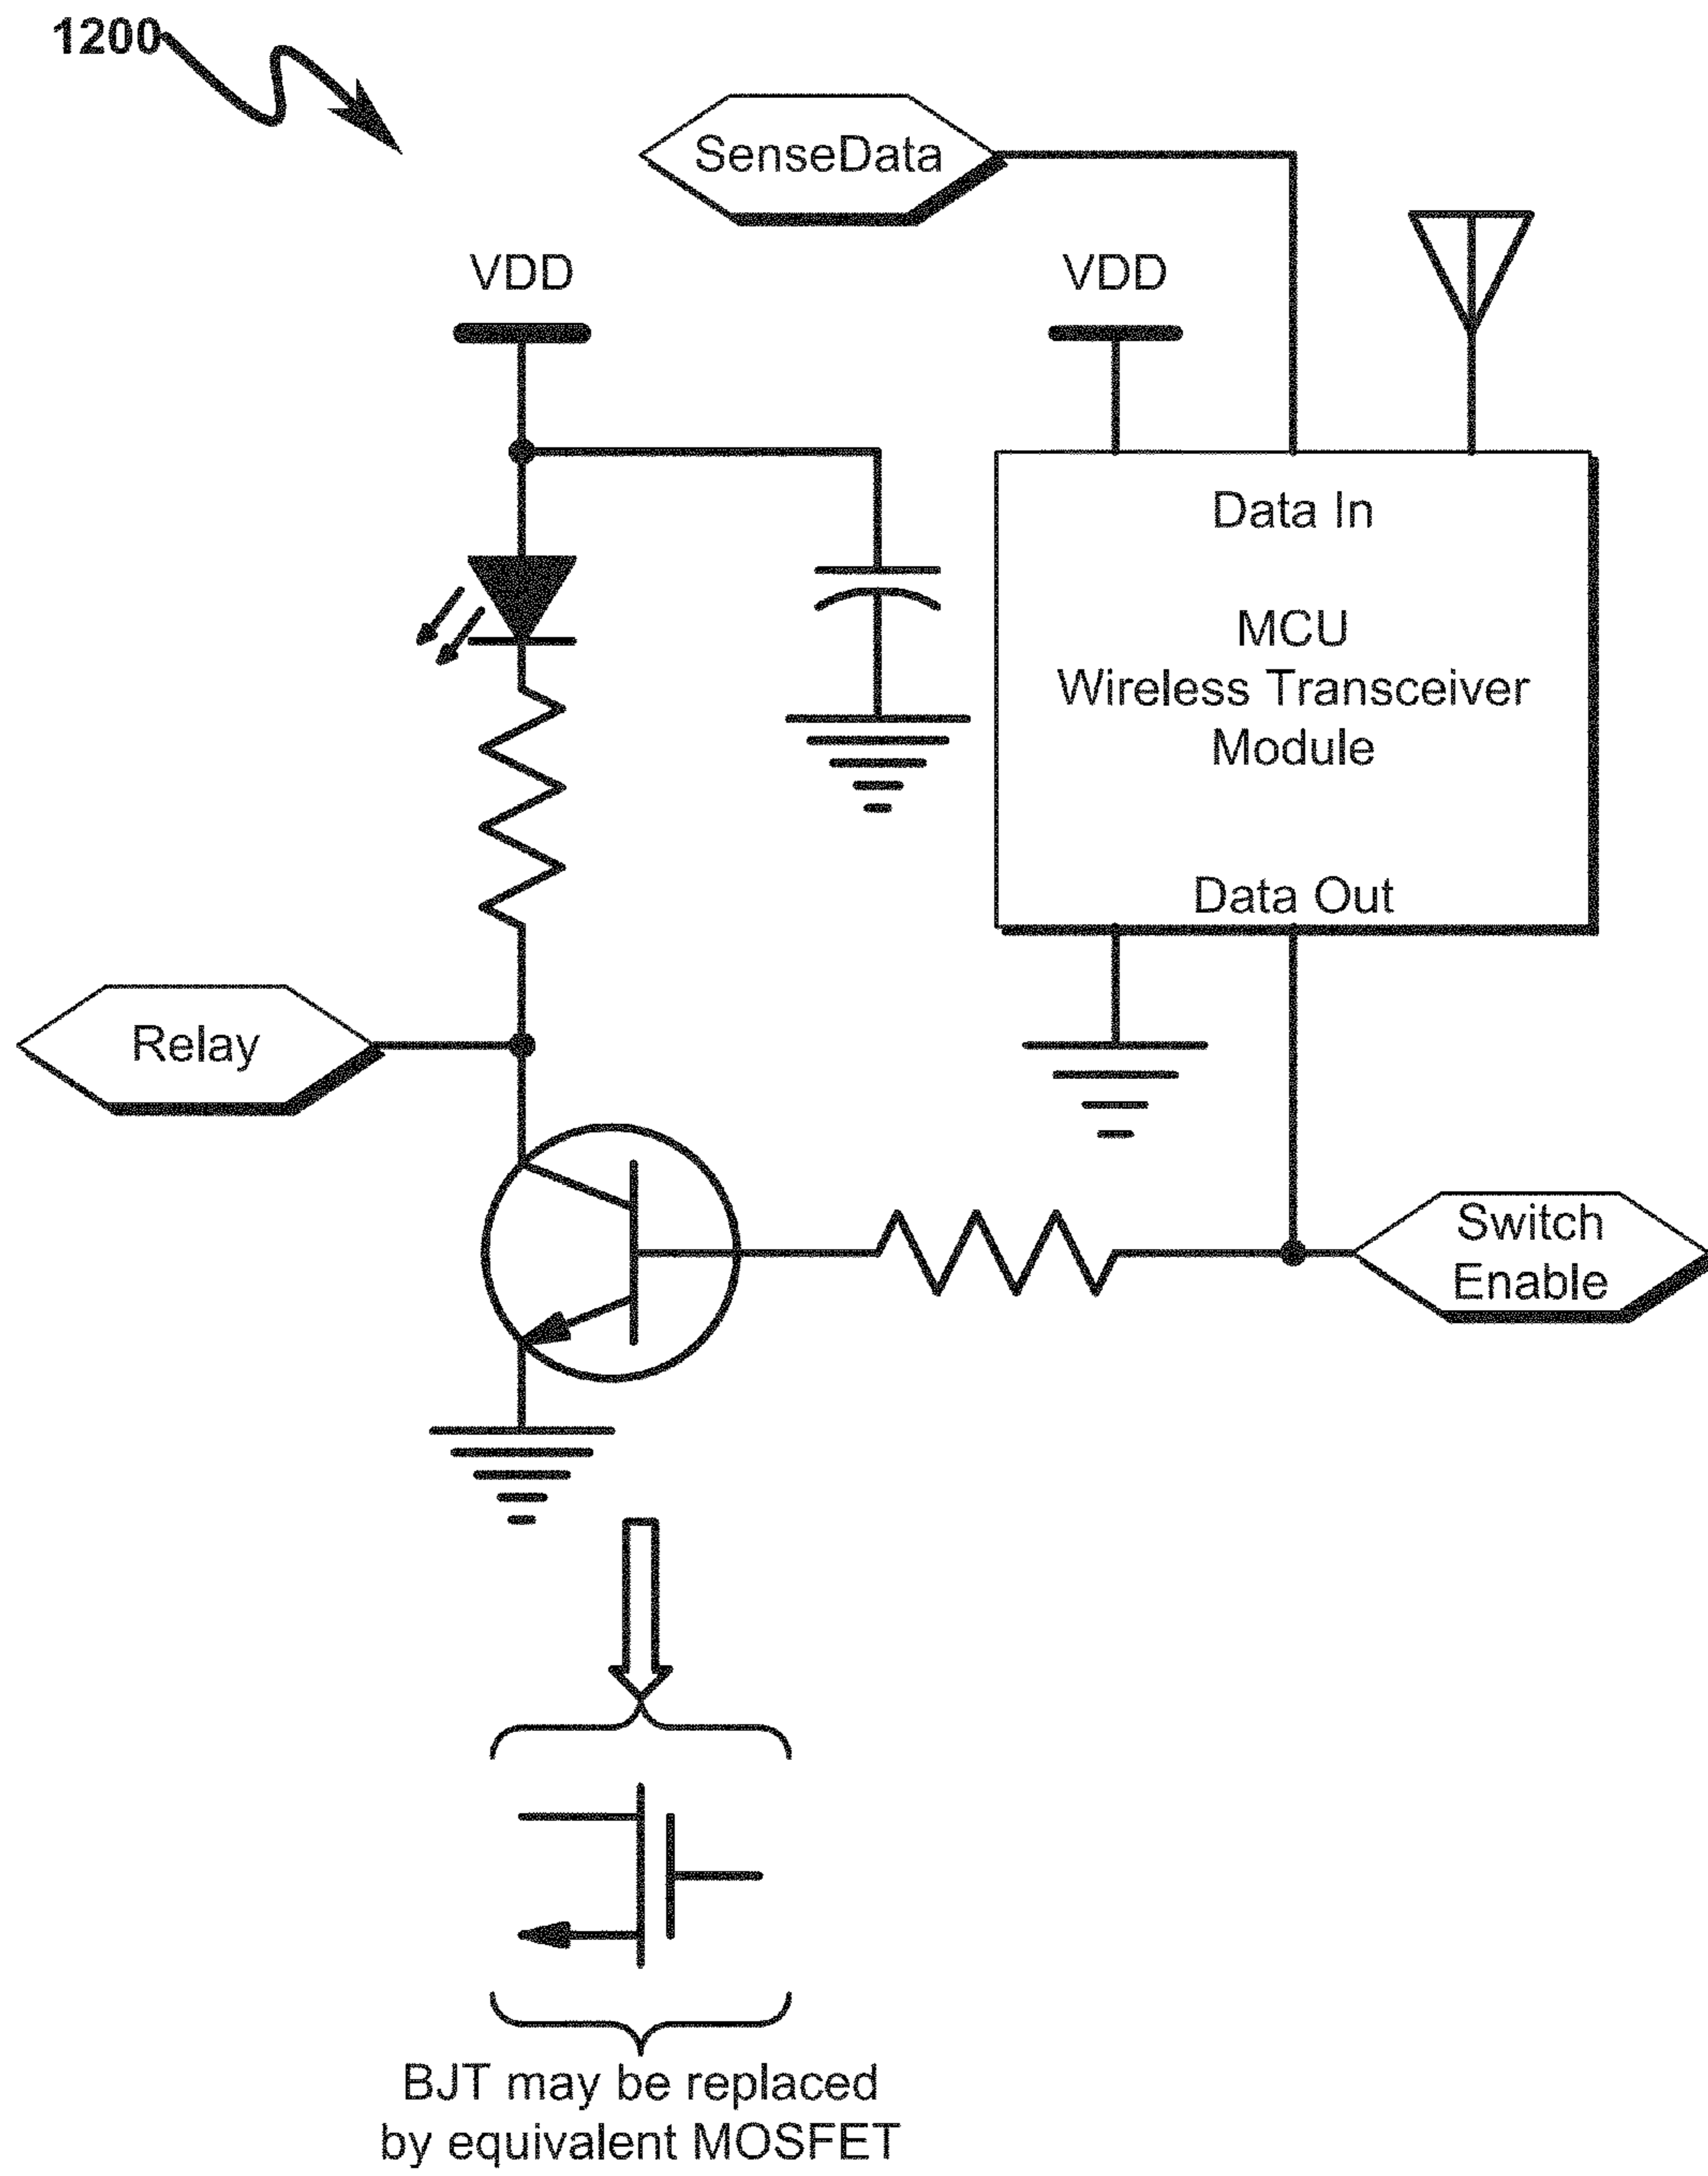 1200
SenseData
VDD
VDD
Data In
MCU
Wireless Transceiver
Module
Data Out
Relay
Switch
Enable
BJT may be replaced
by equivalent MOSFET